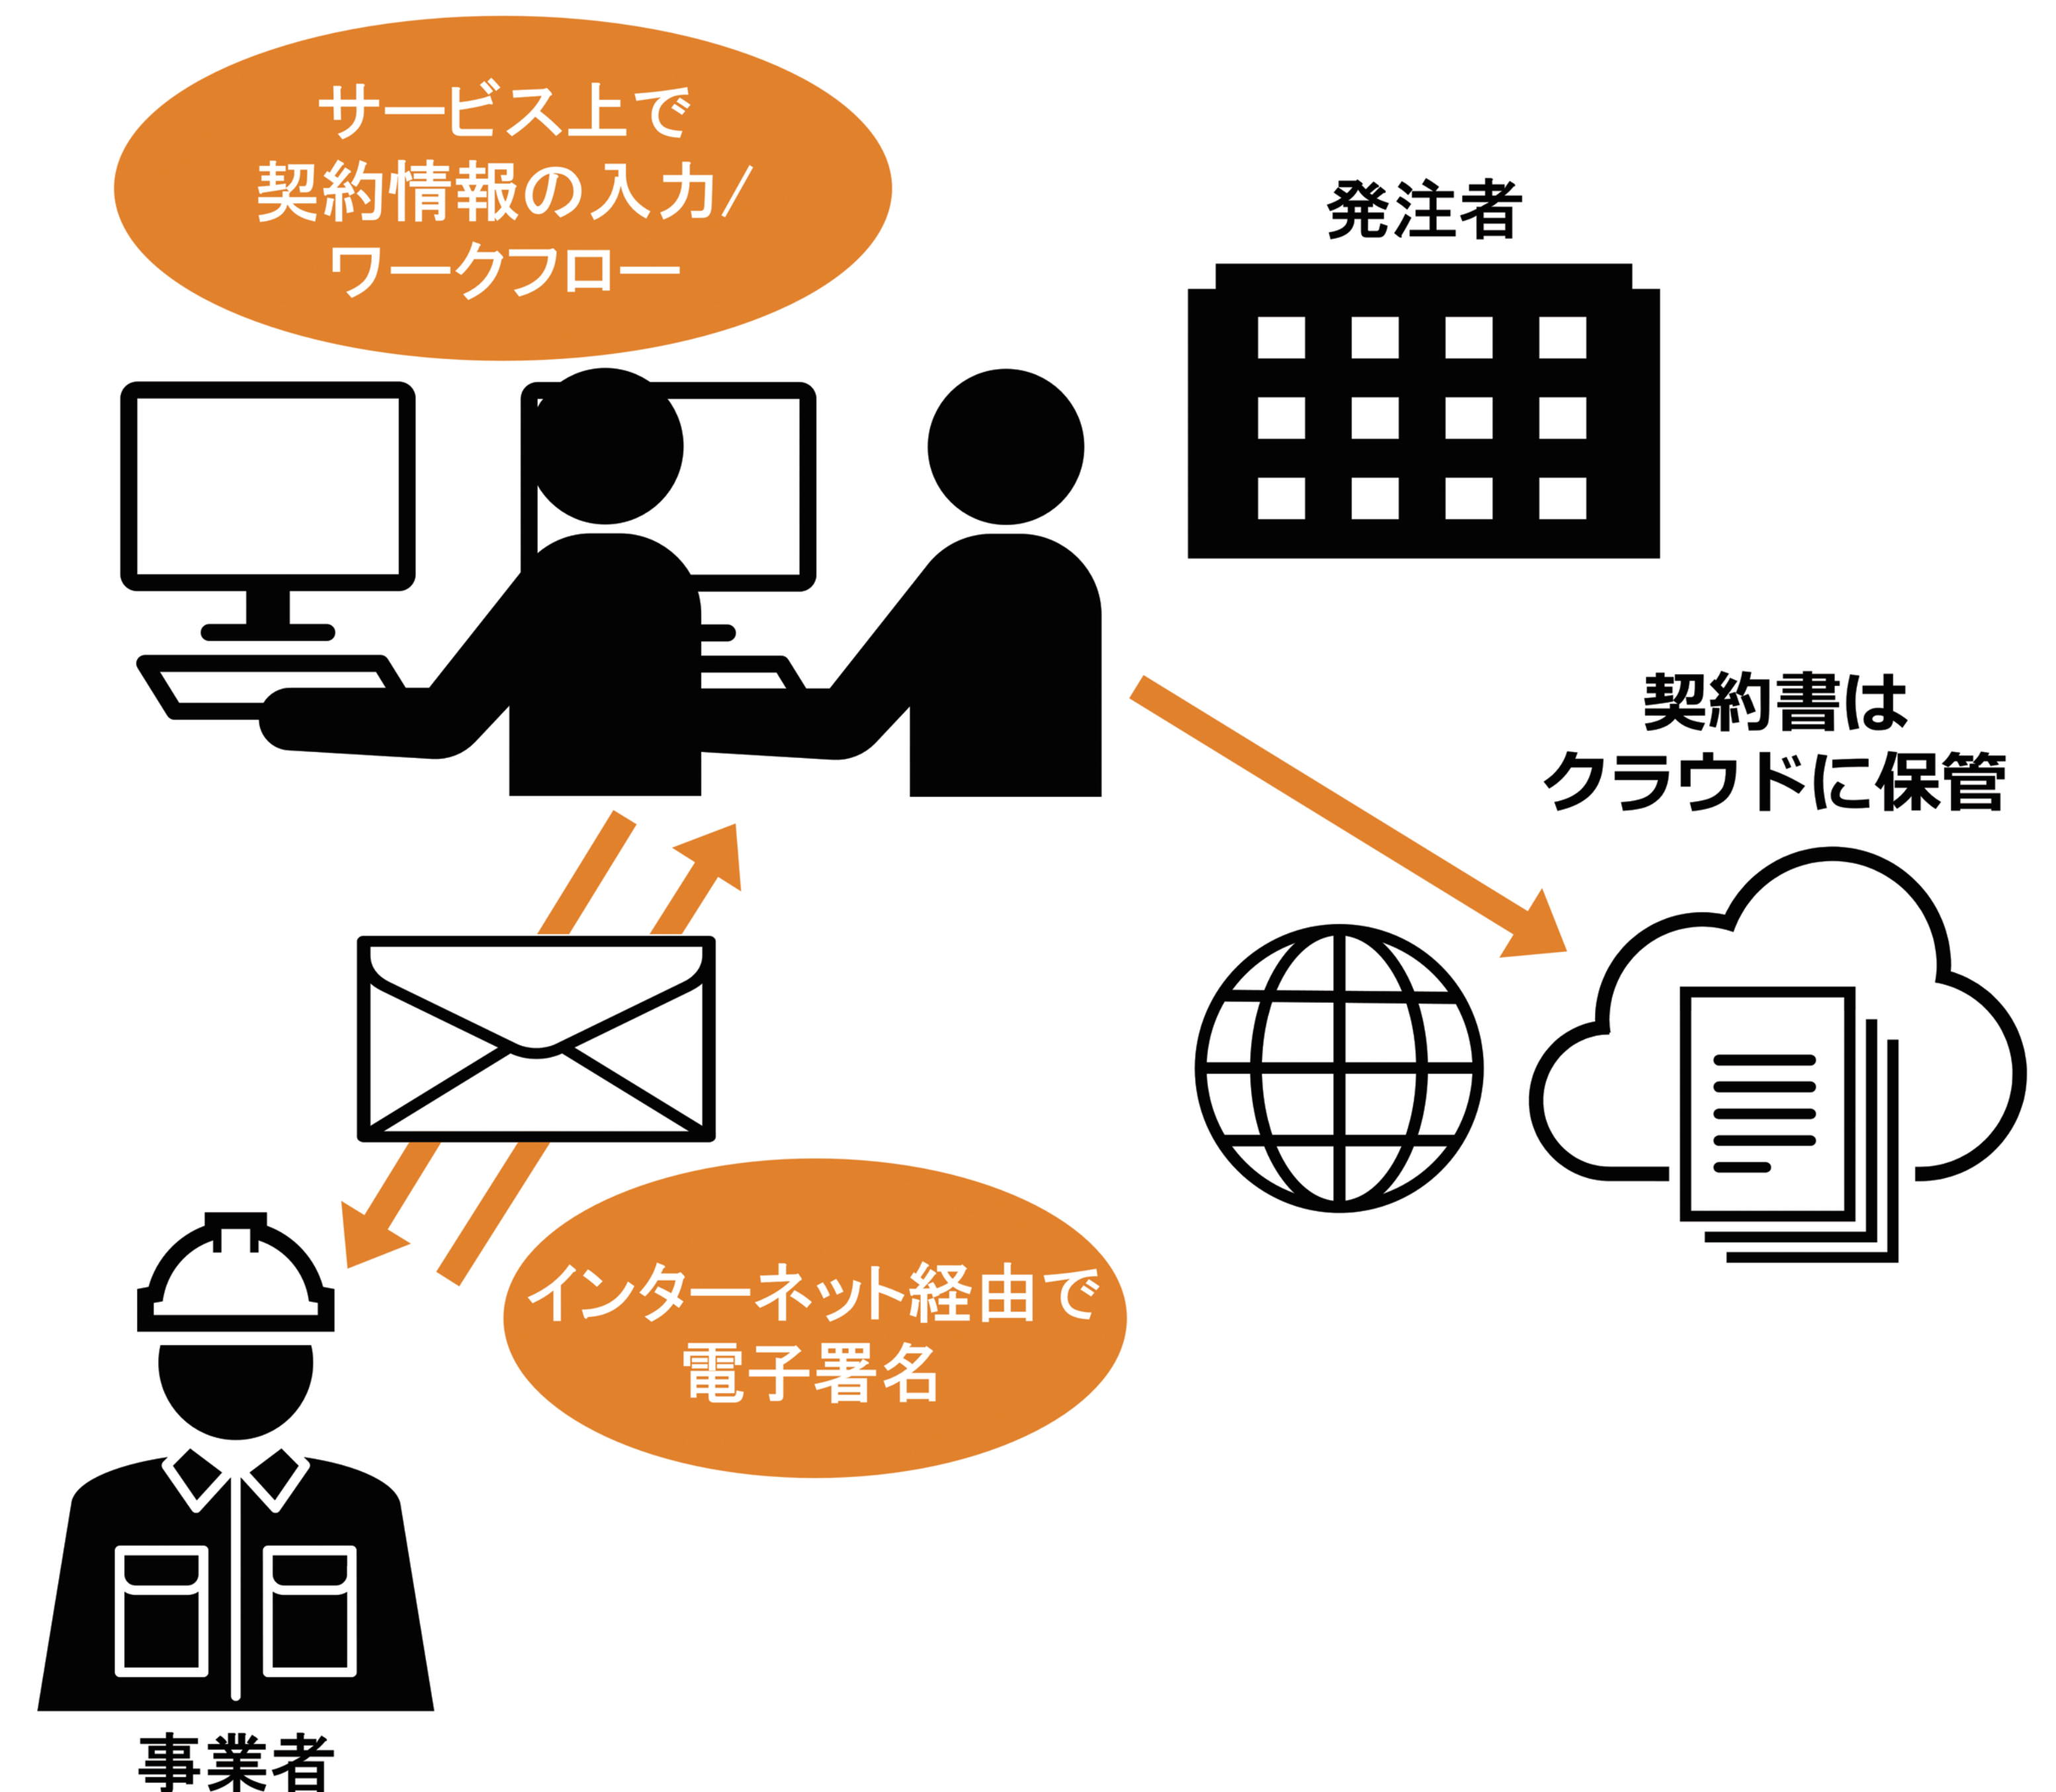 サービス上で
契約情報の入力/
ワークフロー
発注者
契約書は
クラウドに保管
インターネット経由で
電子署名
事業者